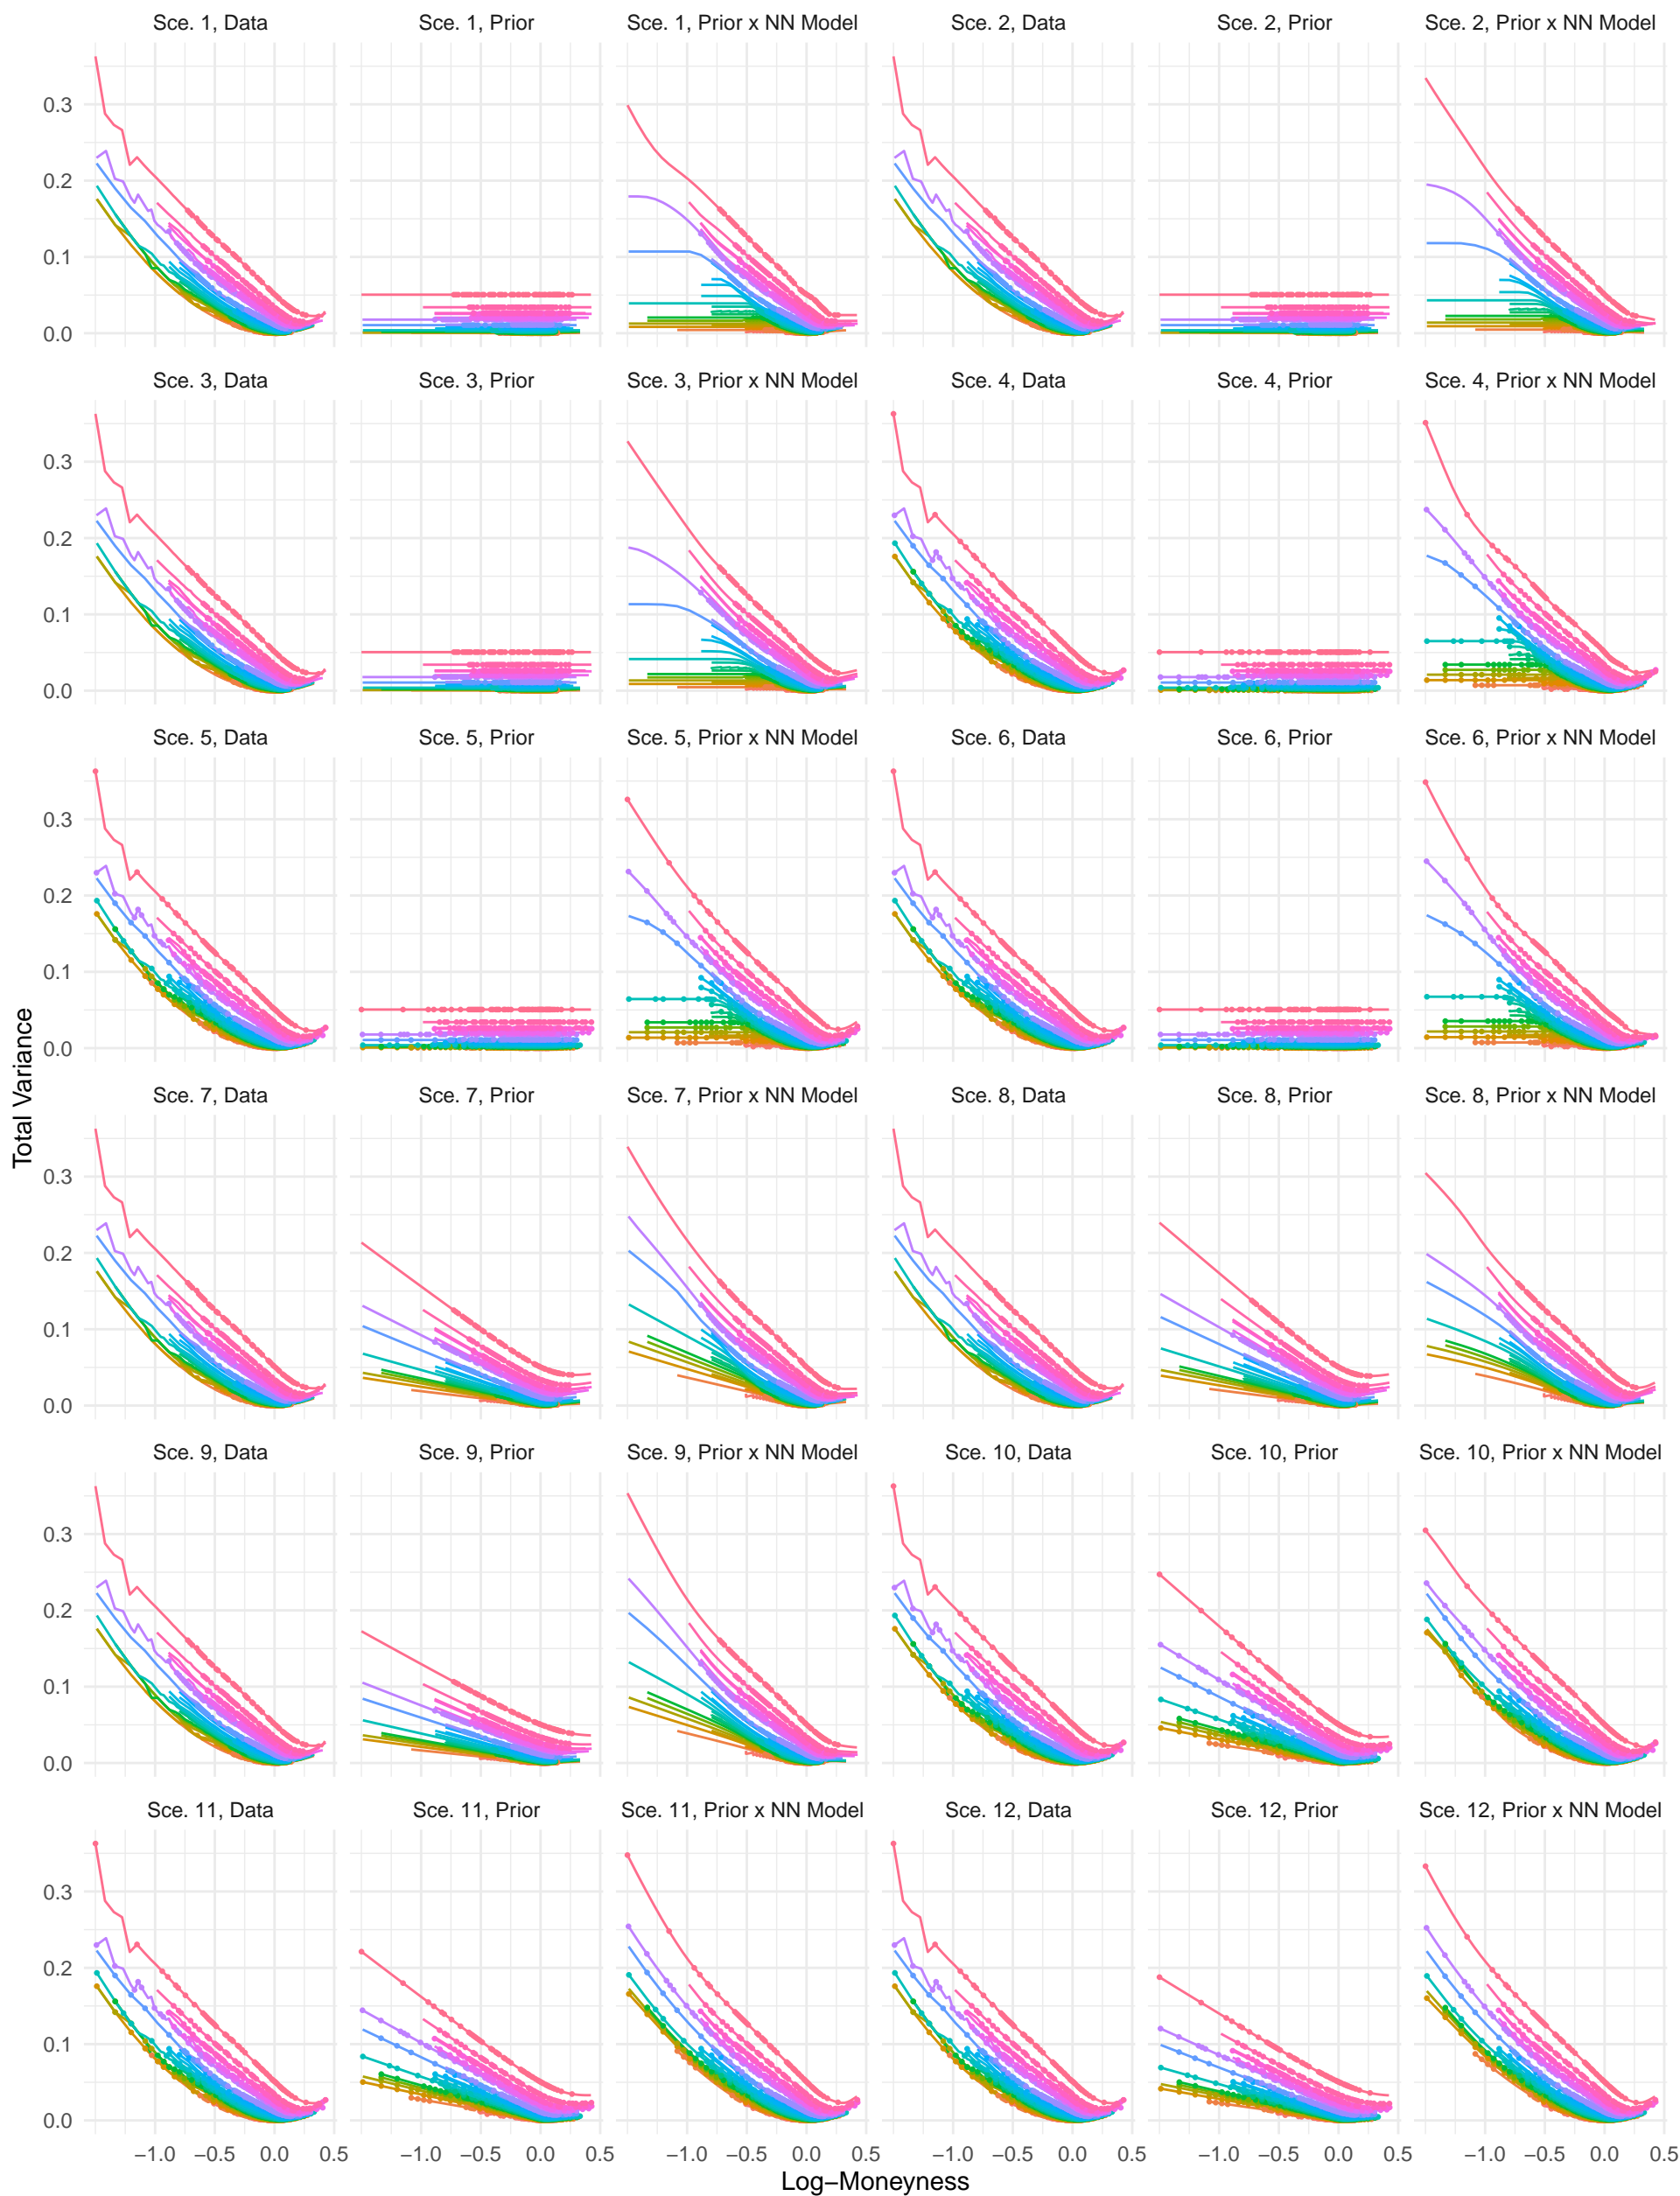 Sce. 1, Data
Sce. 1, Prior
Sce. 1, Prior x NN Model
Sce. 2, Data
Sce. 2, Prior
Sce. 2, Prior x NN Model
0.3
0.2
0.1
0.0
Sce. 3, Data
Sce. 3, Prior
Sce. 3, Prior x NN Model
Sce. 4, Data
Sce. 4, Prior
Sce. 4, Prior x NN Model
0.3
0.2
0.1
0.0
Sce. 5, Data
Sce. 5, Prior
Sce. 5, Prior x NN Model
Sce. 6, Data
Sce. 6, Prior
Sce. 6, Prior x NN Model
0.3
0.2
0.1
0.0
Total Variance
Sce. 7, Data
Sce. 7, Prior
Sce. 7, Prior x NN Model
Sce. 8, Data
Sce. 8, Prior
Sce. 8, Prior x NN Model
0.3
0.2
0.1
0.0
Sce. 9, Data
Sce. 9, Prior
Sce. 9, Prior x NN Model
Sce. 10, Data
Sce. 10, Prior
Sce. 10, Prior x NN Model
0.3
0.2
0.1
0.0
Sce. 11, Data
Sce. 11, Prior
Sce. 11, Prior x NN Model
Sce. 12, Data
Sce. 12, Prior
Sce. 12, Prior x NN Model
0.3
0.2
0.1
0.0
−1.0 −0.5 0.0 0.5
−1.0 −0.5 0.0 0.5
−1.0 −0.5 0.0 0.5
−1.0 −0.5 0.0 0.5
−1.0 −0.5 0.0 0.5
−1.0 −0.5 0.0 0.5
Log−Moneyness